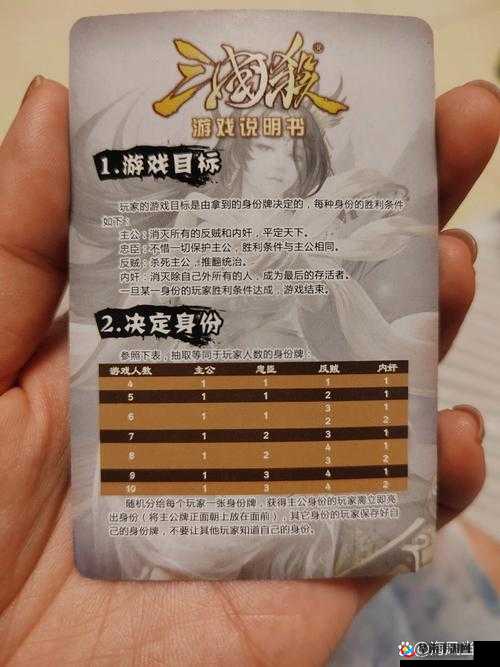 三國殺®
游戏说明书
1.游戏目标
玩家的游戏目标是由拿到的身份牌决定的，每种身份的胜利条件
如下：
主公：消灭所有的反贼和内奸，平定天下。
忠臣：不惜一切保护主公，胜利条件与主公相同。
反贼：杀死主公，推翻统治。
内奸：消灭除自己外所有的人，成为最后的存活者。
一旦某一身份的玩家胜利条件达成，游戏结束。
2.决定身份
参照下表，抽取等同于玩家人数的身份牌：
游戏人数 主公 忠臣 反贼 内奸
4 1 1 1 1
5 1 1 2 1
6 1 1 3 1
2 2
7 1 2 3 1
8 1 2 4 1
3 2
9 1 3 4 1
10 1 3 4 2
随机分给每个玩家一张身份牌，获得主公身份的玩家需立即亮
出身份（将主公牌正面朝上放在面前），其它身份的玩家保存好自
己的身份牌，不要让其他玩家知道自己的身份。